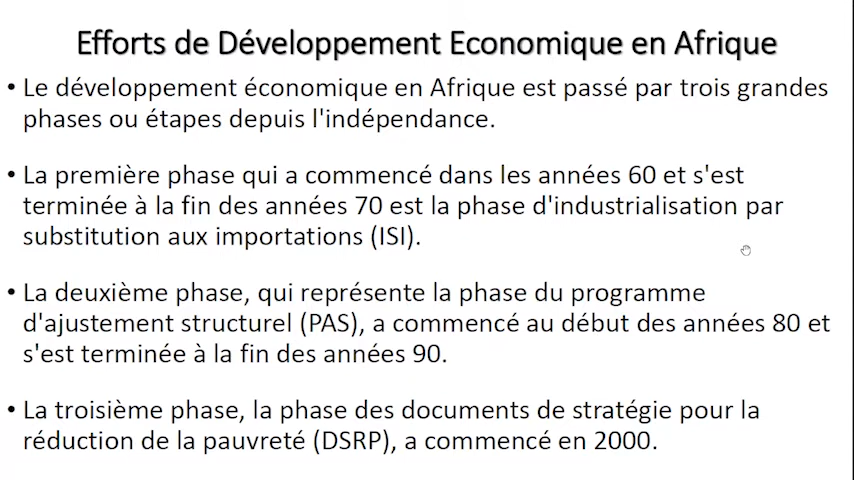 Efforts de Développement Economique en Afrique
• Le développement économique en Afrique est passé par trois grandes
phases ou étapes depuis l'indépendance.
• La première phase qui a commencé dans les années 60 et s'est
terminée à la fin des années 70 est la phase d'industrialisation par
substitution aux importations (ISI).
• La deuxième phase, qui représente la phase du programme
d'ajustement structurel (PAS), a commencé au début des années 80 et
s'est terminée à la fin des années 90.
• La troisième phase, la phase des documents de stratégie pour la
réduction de la pauvreté (DSRP), a commencé en 2000.